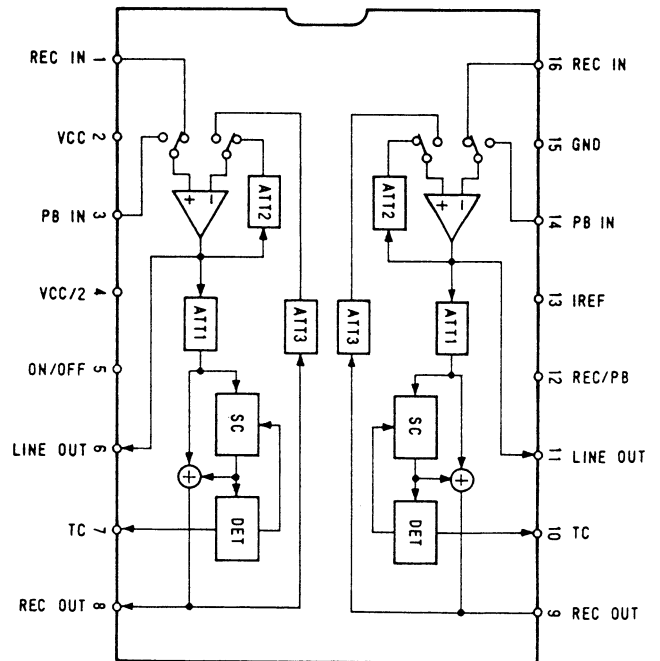 REC IN 1
VCC 2
PB IN 3
VCC/2 4
ON/OFF 5
LINE OUT 6
TC 7
REC OUT 8
16 REC IN
15 GND
14 PB IN
13 IREF
12 REC/PB
11 LINE OUT
10 TC
9 REC OUT
+ −
ATT2
ATT1
ATT3
SC
+
DET
+ −
ATT2
ATT3
ATT1
SC
+
DET